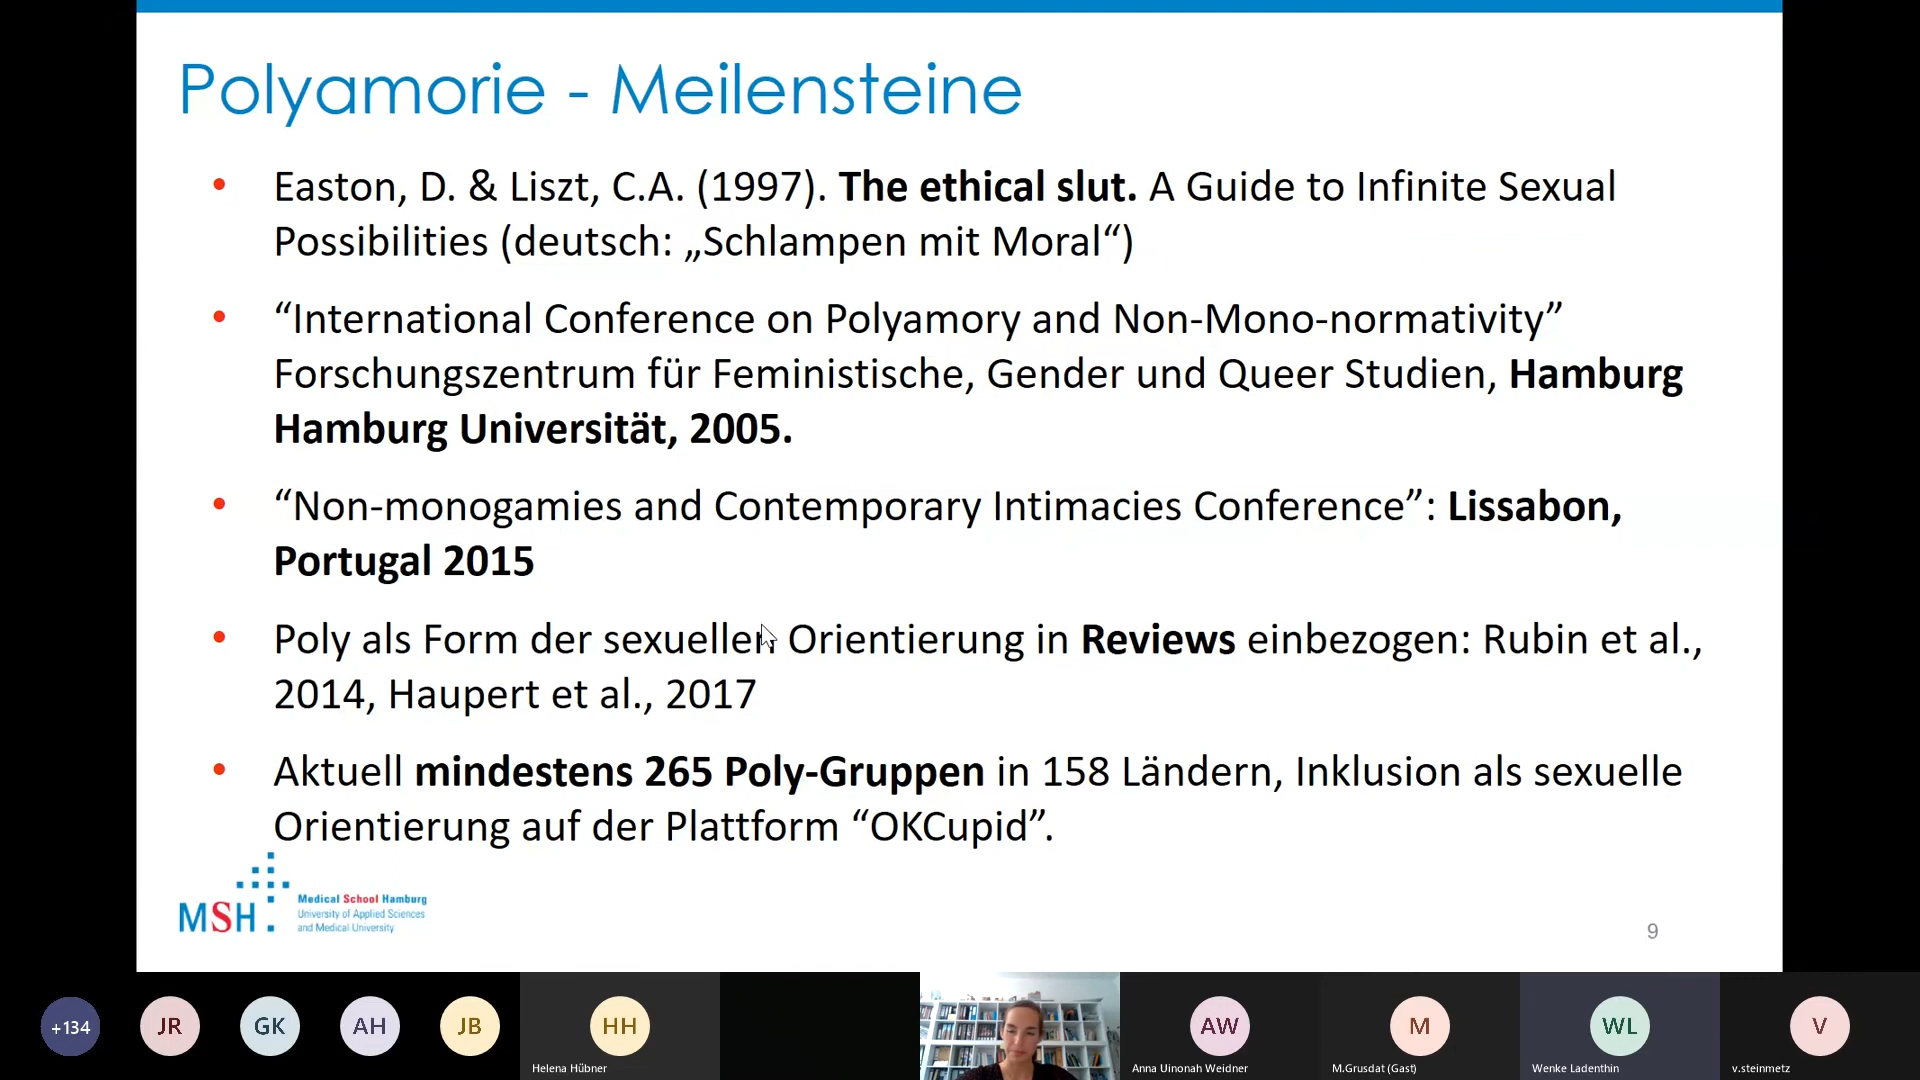 Polyamorie - Meilensteine
• Easton, D. & Liszt, C.A. (1997). The ethical slut. A Guide to Infinite Sexual
Possibilities (deutsch: „Schlampen mit Moral“)
• “International Conference on Polyamory and Non-Mono-normativity”
Forschungszentrum für Feministische, Gender und Queer Studien, Hamburg
Hamburg Universität, 2005.
• “Non-monogamies and Contemporary Intimacies Conference”: Lissabon,
Portugal 2015
• Poly als Form der sexuellen Orientierung in Reviews einbezogen: Rubin et al.,
2014, Haupert et al., 2017
• Aktuell mindestens 265 Poly-Gruppen in 158 Ländern, Inklusion als sexuelle
Orientierung auf der Plattform “OKCupid”.
MSH
Medical School Hamburg
University of Applied Sciences
and Medical University
9
+134
JR
GK
AH
JB
HH
Helena Hübner
AW
Anna Uinonah Weidner
M
M.Grusdat (Gast)
WL
Wenke Ladenthin
V
v.steinmetz